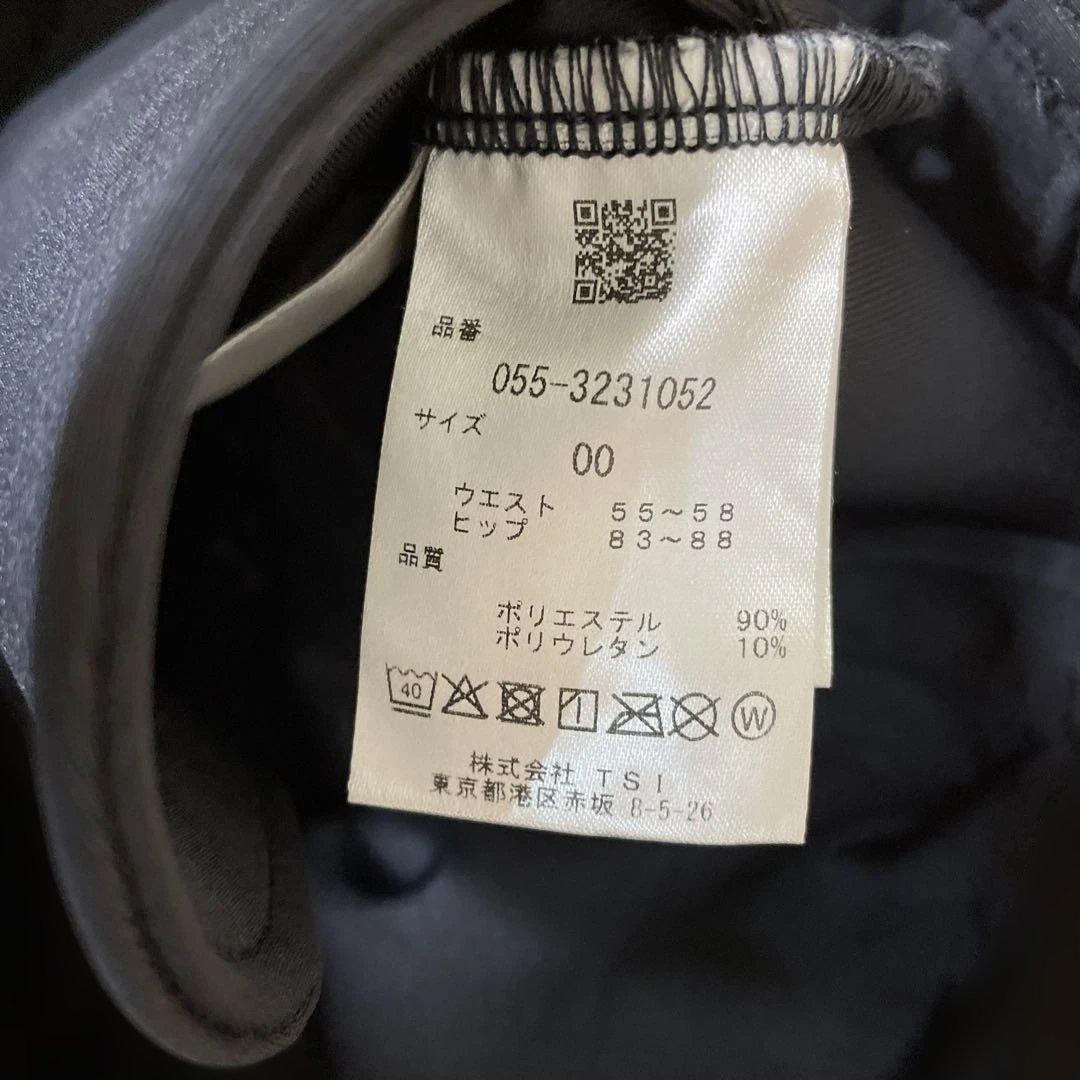 品番
055-3231052
サイズ
00
ウエスト 55～58
ヒップ 83～88
品質
ポリエステル 90%
ポリウレタン 10%
40
W
株式会社 TSI
東京都港区赤坂 8-5-26